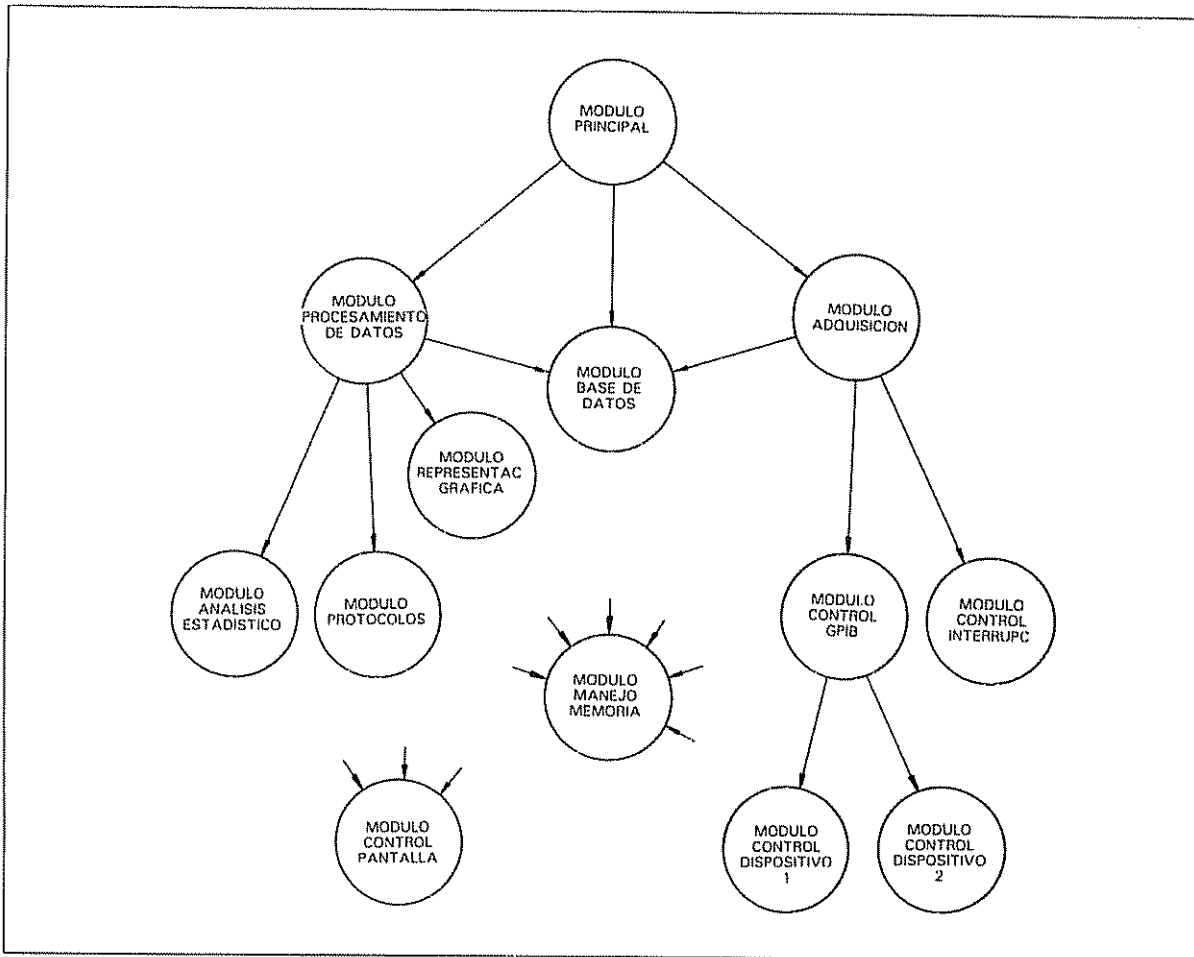 MODULO
PRINCIPAL
MODULO
PROCESAMIENTO
DE DATOS
MODULO
ADQUISICION
MODULO
BASE DE
DATOS
MODULO
REPRESENTAC
GRAFICA
MODULO
ANALISIS
ESTADISTICO
MODULO
PROTOCOLOS
MODULO
CONTROL
GPIB
MODULO
CONTROL
INTERRUPC
MODULO
MANEJO
MEMORIA
MODULO
CONTROL
PANTALLA
MODULO
CONTROL
DISPOSITIVO
1
MODULO
CONTROL
DISPOSITIVO
2